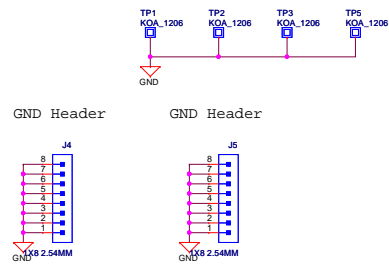 TP1 TP2 TP3 TP5
KOA_1206 KOA_1206 KOA_1206 KOA_1206
GND
GND Header GND Header
J4 J5
8 8
7 7
6 6
5 5
4 4
3 3
2 2
1 1
1X8 2.54MM 1X8 2.54MM
GND GND